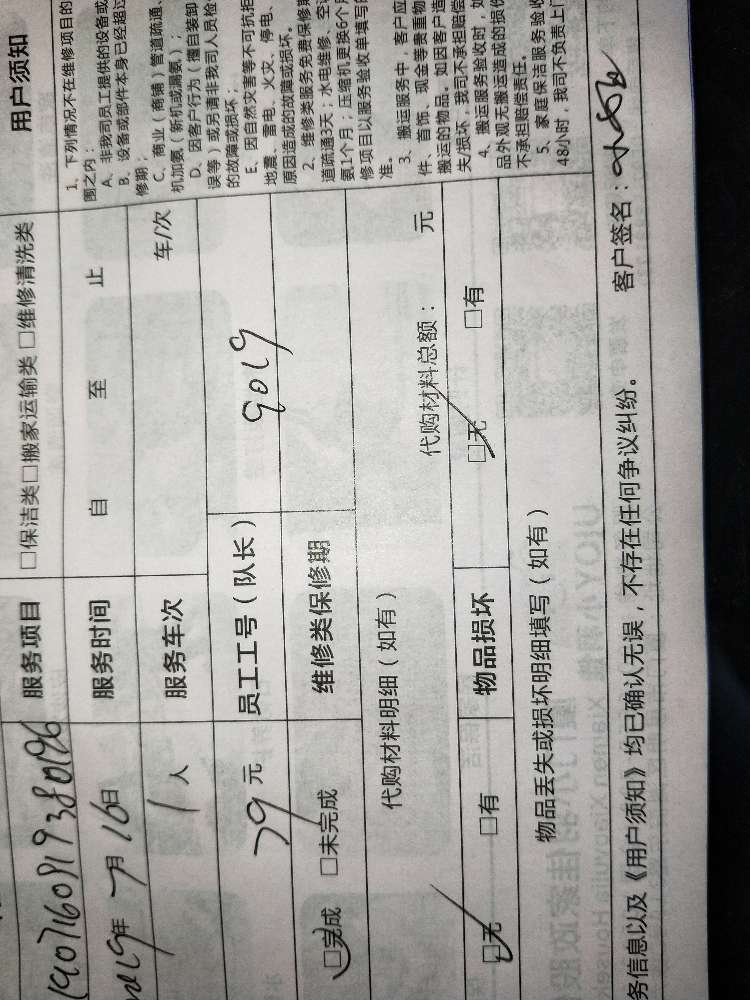 190716091938019b 服务项目 □保洁类□搬家运输类 □维修清洗类 用户须知
2019年7月16日 服务时间 自 至 止
1人 服务车次 车/次
79元 员工工号(队长) 9019
□完成 □未完成 维修类保修期
代购材料明细(如有) 代购材料总额: 元
□无 □有 物品损坏 □无 □有
物品丢失或损坏明细填写(如有)
务信息以及《用户须知》均已确认无误,不存在任何争议纠纷。 客户签名:
1、下列情况不在维修项目的
围之内:
A、非我司员工提供的设备或
B、设备或部件本身已经超过
修期;
C、商业(商铺)管道疏通、
机加氨(新机或漏氨);
D、因客户行为(擅自装卸
误等)或另请非我司人员检
的故障或损坏;
E、因自然灾害等不可抗拒
地震、雷电、火灾、停电、
原因造成的故障或损坏。
2、维修类服务免费保修期
道疏通3天;水电维修、空
氨1个月;压缩机更换6个月
修项目以服务验收单填写的
准。
3、搬运服务中,客户应
件、首饰、现金等贵重物
搬运的物品。如因客户造
失/损坏,我司不承担赔偿
4、搬运服务验收时,如
品外观无搬运造成的损伤
不承担赔偿责任。
5、家庭保洁服务验收
48小时,我司不负责上门